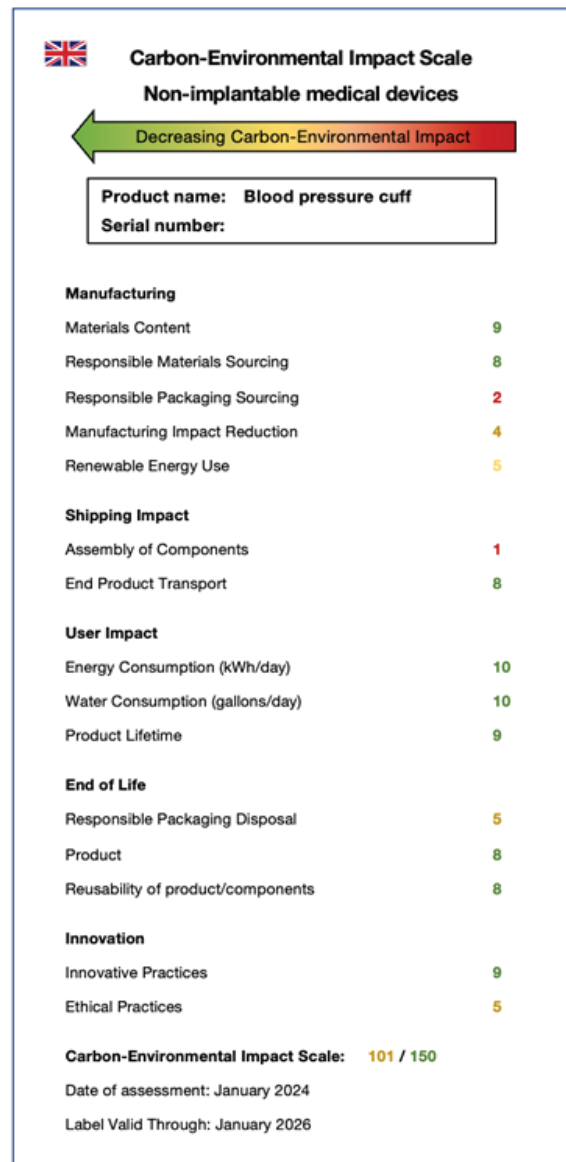 Carbon-Environmental Impact Scale
Non-implantable medical devices
Decreasing Carbon-Environmental Impact
Product name: Blood pressure cuff
Serial number:
Manufacturing
Materials Content 9
Responsible Materials Sourcing 8
Responsible Packaging Sourcing 2
Manufacturing Impact Reduction 4
Renewable Energy Use 5
Shipping Impact
Assembly of Components 1
End Product Transport 8
User Impact
Energy Consumption (kWh/day) 10
Water Consumption (gallons/day) 10
Product Lifetime 9
End of Life
Responsible Packaging Disposal 5
Product 8
Reusability of product/components 8
Innovation
Innovative Practices 9
Ethical Practices 5
Carbon-Environmental Impact Scale: 101 / 150
Date of assessment: January 2024
Label Valid Through: January 2026